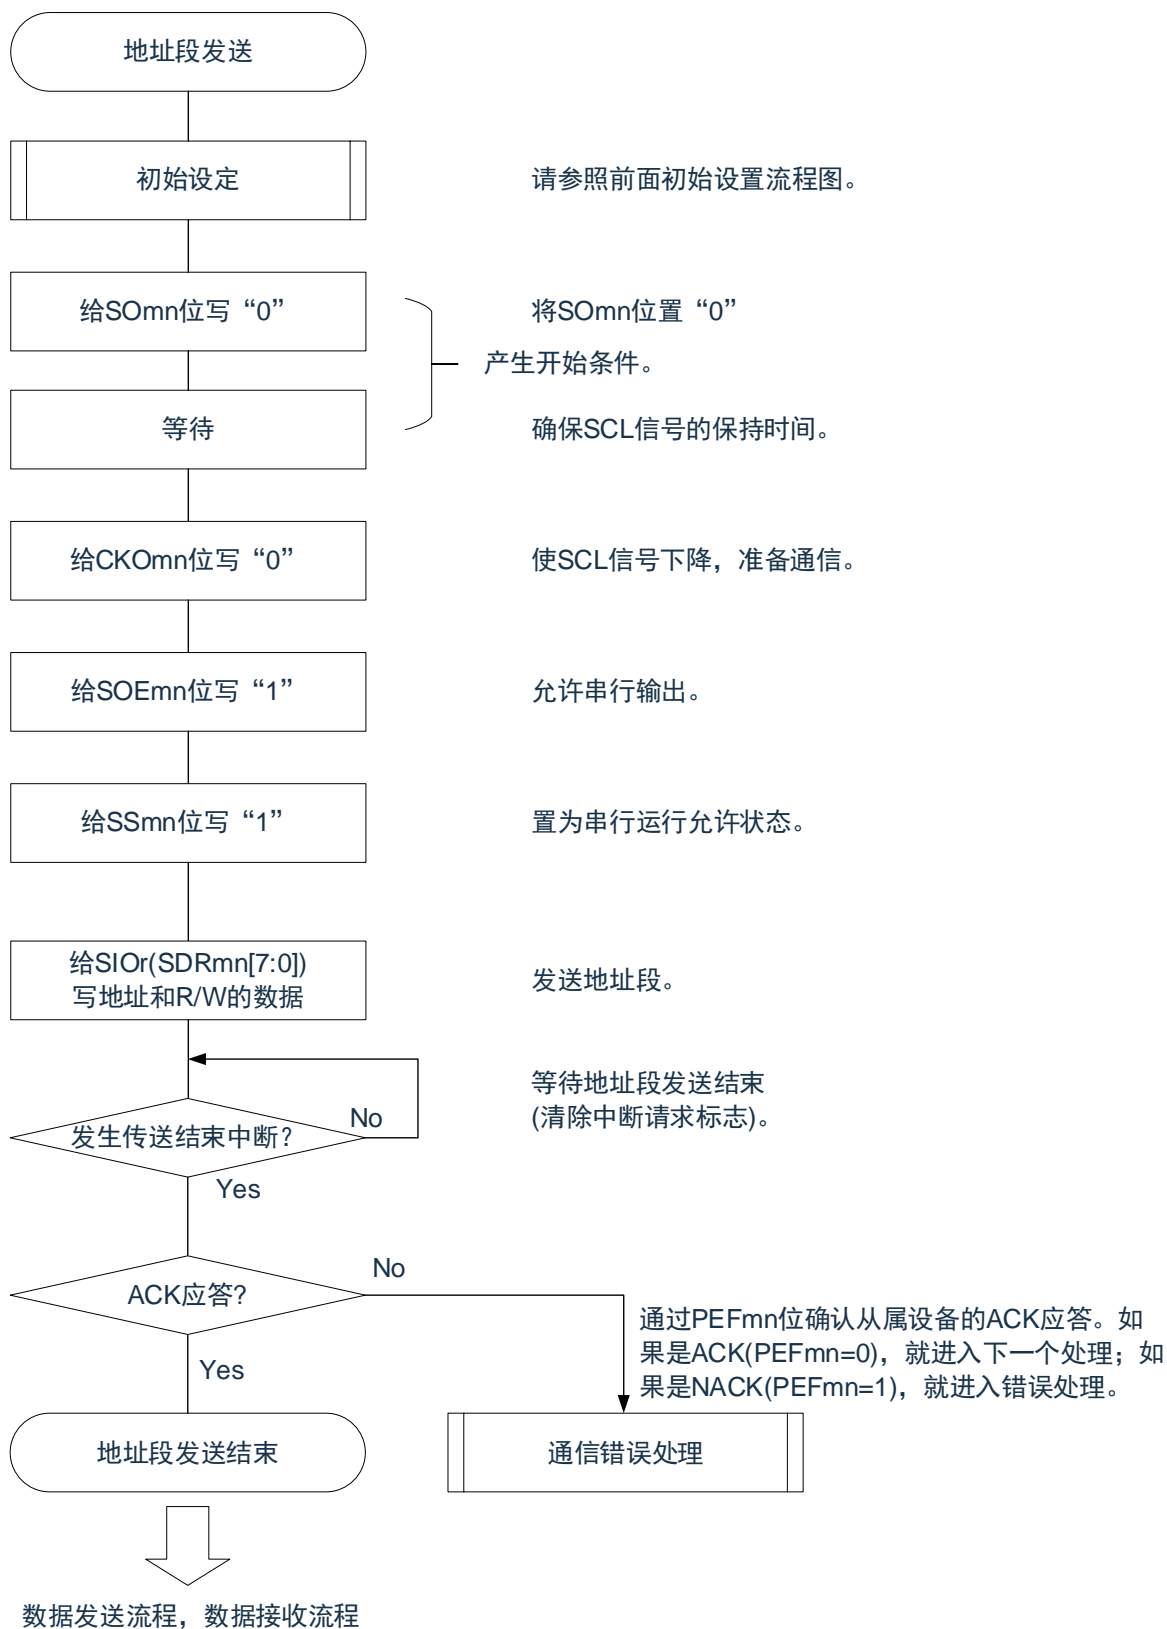 地址段发送
初始设定
请参照前面初始设置流程图。
给SOmn位写“0”
将SOmn位置“0”
产生开始条件。
等待
确保SCL信号的保持时间。
给CKOmn位写“0”
使SCL信号下降，准备通信。
给SOEmn位写“1”
允许串行输出。
给SSmn位写“1”
置为串行运行允许状态。
给SIOr(SDRmn[7:0])
写地址和R/W的数据
发送地址段。
等待地址段发送结束
(清除中断请求标志)。
发生传送结束中断？
No
Yes
ACK应答？
No
Yes
通过PEFmn位确认从属设备的ACK应答。如
果是ACK(PEFmn=0)，就进入下一个处理；如
果是NACK(PEFmn=1)，就进入错误处理。
地址段发送结束
通信错误处理
数据发送流程，数据接收流程